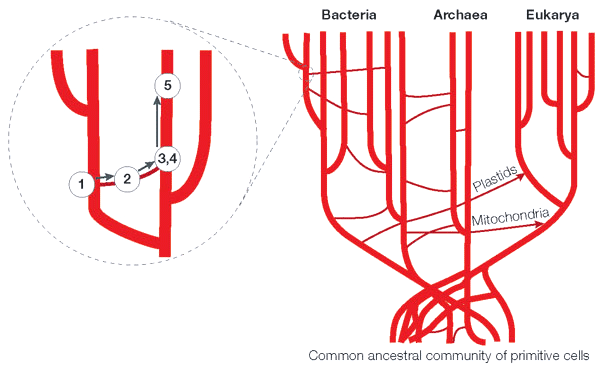 Bacteria
Archaea
Eukarya
5
3,4
2
1
Plastids
Mitochondria
Common ancestral community of primitive cells